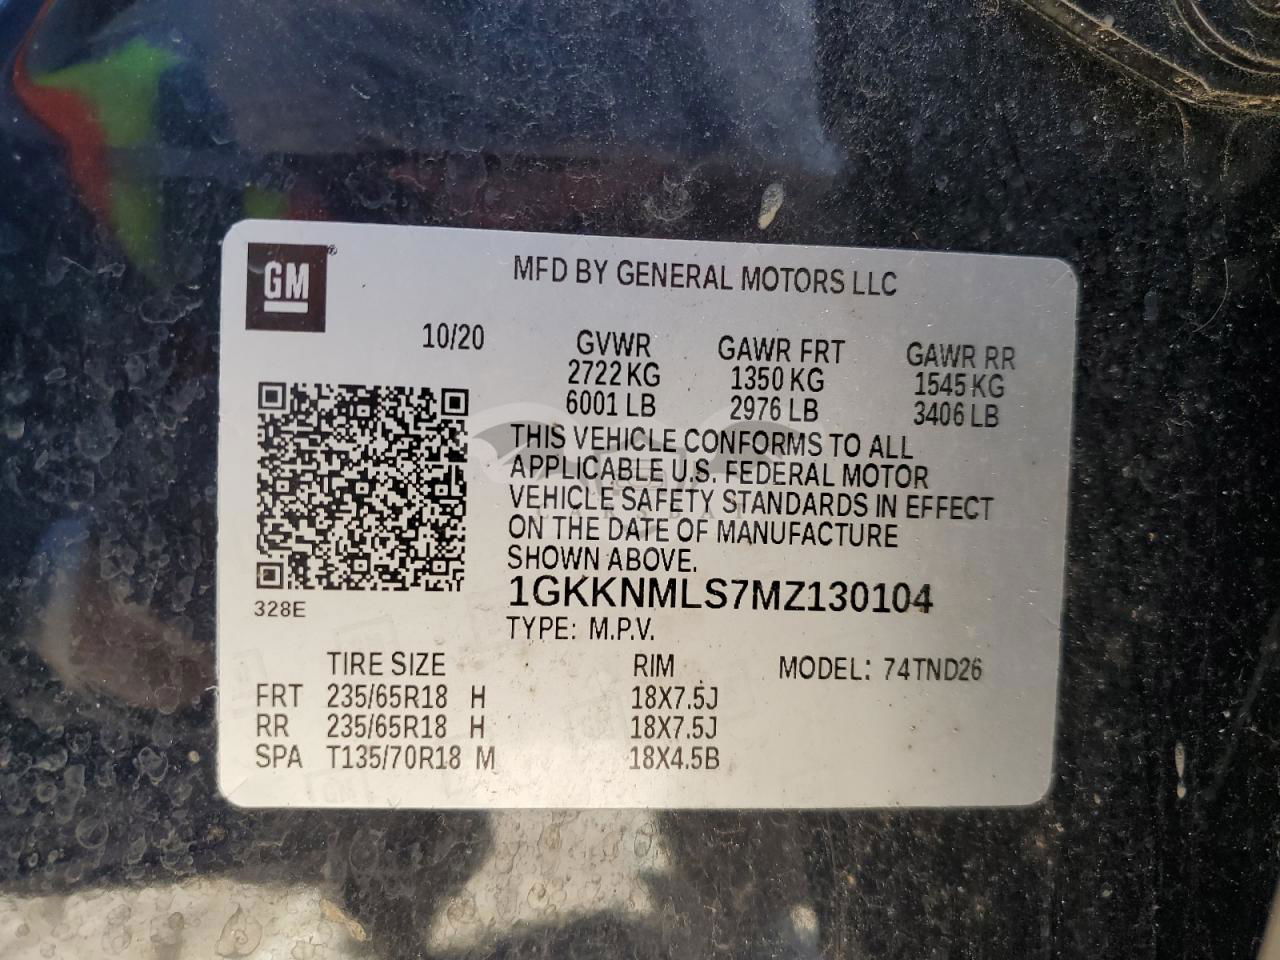 GM
MFD BY GENERAL MOTORS LLC
10/20 GVWR GAWR FRT GAWR RR
2722 KG 1350 KG 1545 KG
6001 LB 2976 LB 3406 LB
THIS VEHICLE CONFORMS TO ALL
APPLICABLE U.S. FEDERAL MOTOR
VEHICLE SAFETY STANDARDS IN EFFECT
ON THE DATE OF MANUFACTURE
SHOWN ABOVE.
1GKKNMLS7MZ130104
328E
TYPE: M.P.V.
TIRE SIZE RIM MODEL: 74TND26
FRT 235/65R18 H 18X7.5J
RR 235/65R18 H 18X7.5J
SPA T135/70R18 M 18X4.5B